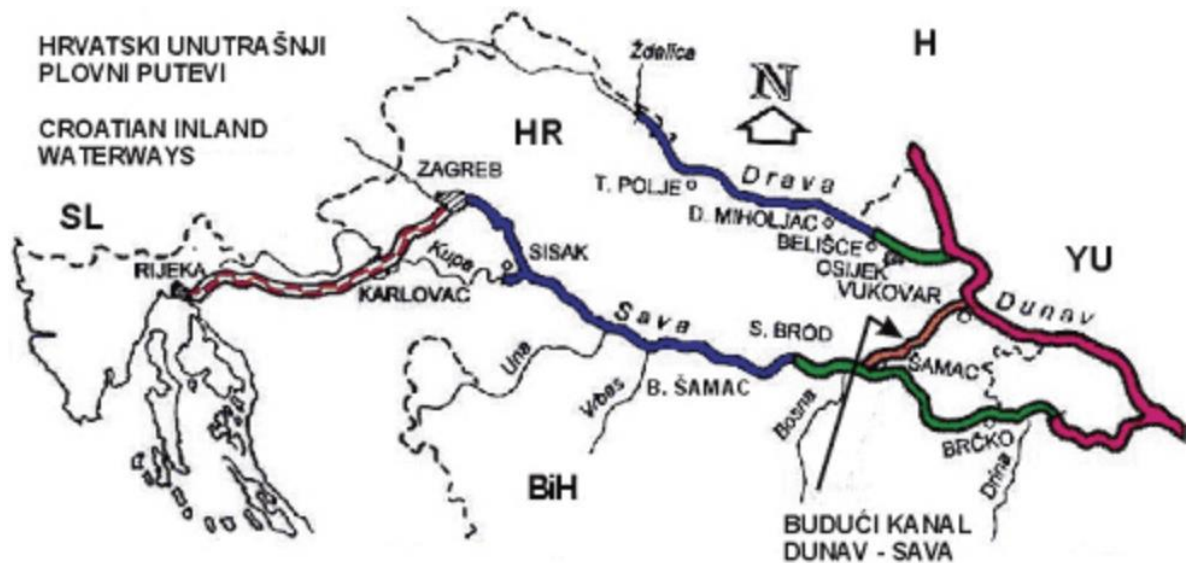 HRVATSKI UNUTRAŠNJI
PLOVNI PUTEVI
CROATIAN INLAND
WATERWAYS
H
Ždalica
N
HR
ZAGREB
T. POLJE
Drava
D. MIHOLJAC
SL
BELIŠĆE
OSIJEK
YU
RIJEKA
Kupa
SISAK
KARLOVAC
VUKOVAR
Dunav
Sava
S. BROD
Una
ŠAMAC
Vrbas
B. ŠAMAC
Bosna
BRČKO
Drina
BiH
BUDUĆI KANAL
DUNAV - SAVA